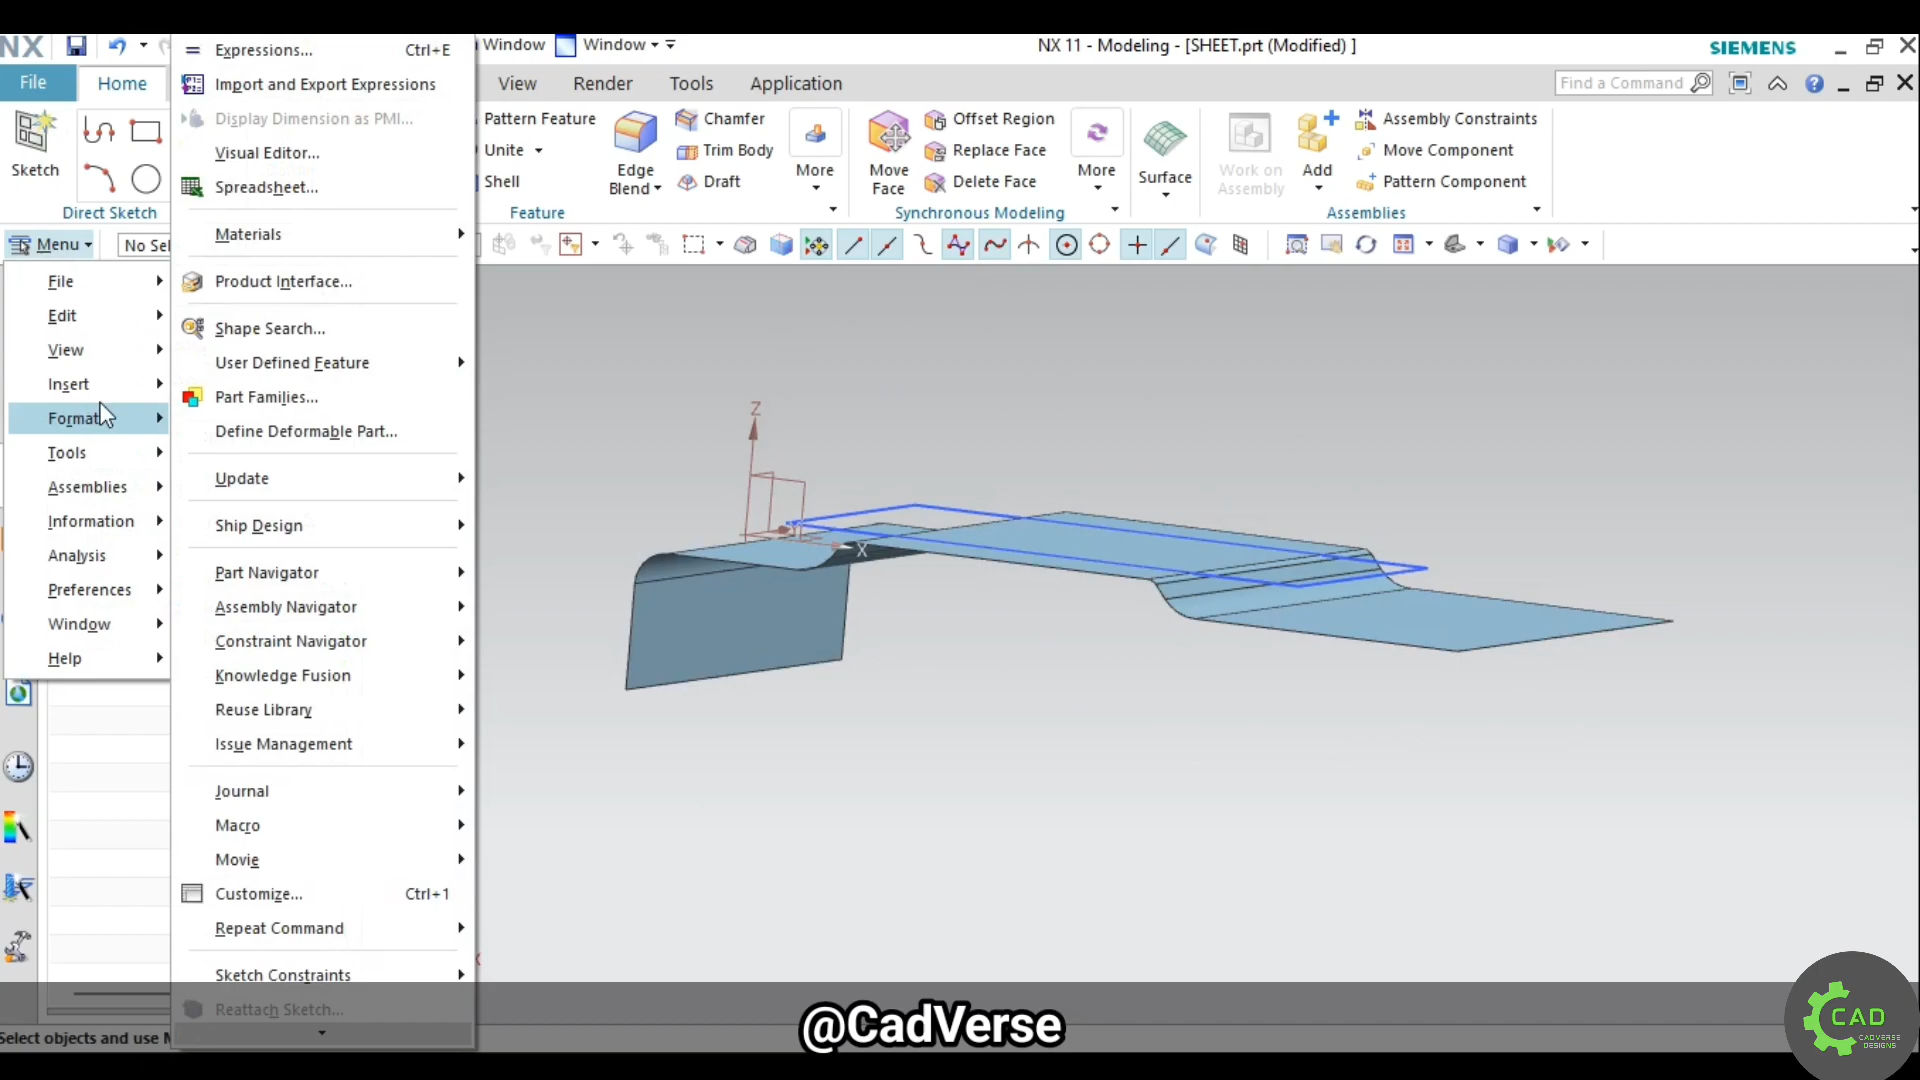 NX
Window
Window
NX 11 - Modeling - [SHEET.prt (Modified) ]
SIEMENS
File
Home
View
Render
Tools
Application
Find a Command
Sketch
Direct Sketch
Pattern Feature
Unite
Shell
Edge
Blend
Chamfer
Trim Body
Draft
More
Feature
Move
Face
Offset Region
Replace Face
Delete Face
More
Synchronous Modeling
Surface
Work on
Assembly
Add
Assembly Constraints
Move Component
Pattern Component
Assemblies
Menu
No Sel
File
Edit
View
Insert
Format
Tools
Assemblies
Information
Analysis
Preferences
Window
Help
Expressions... Ctrl+E
Import and Export Expressions
Display Dimension as PMI...
Visual Editor...
Spreadsheet...
Materials
Product Interface...
Shape Search...
User Defined Feature
Part Families...
Define Deformable Part...
Update
Ship Design
Part Navigator
Assembly Navigator
Constraint Navigator
Knowledge Fusion
Reuse Library
Issue Management
Journal
Macro
Movie
Customize... Ctrl+1
Repeat Command
Sketch Constraints
Reattach Sketch...
Z
X
Select objects and use M
@CadVerse
CAD
CADVERSE
DESIGNS